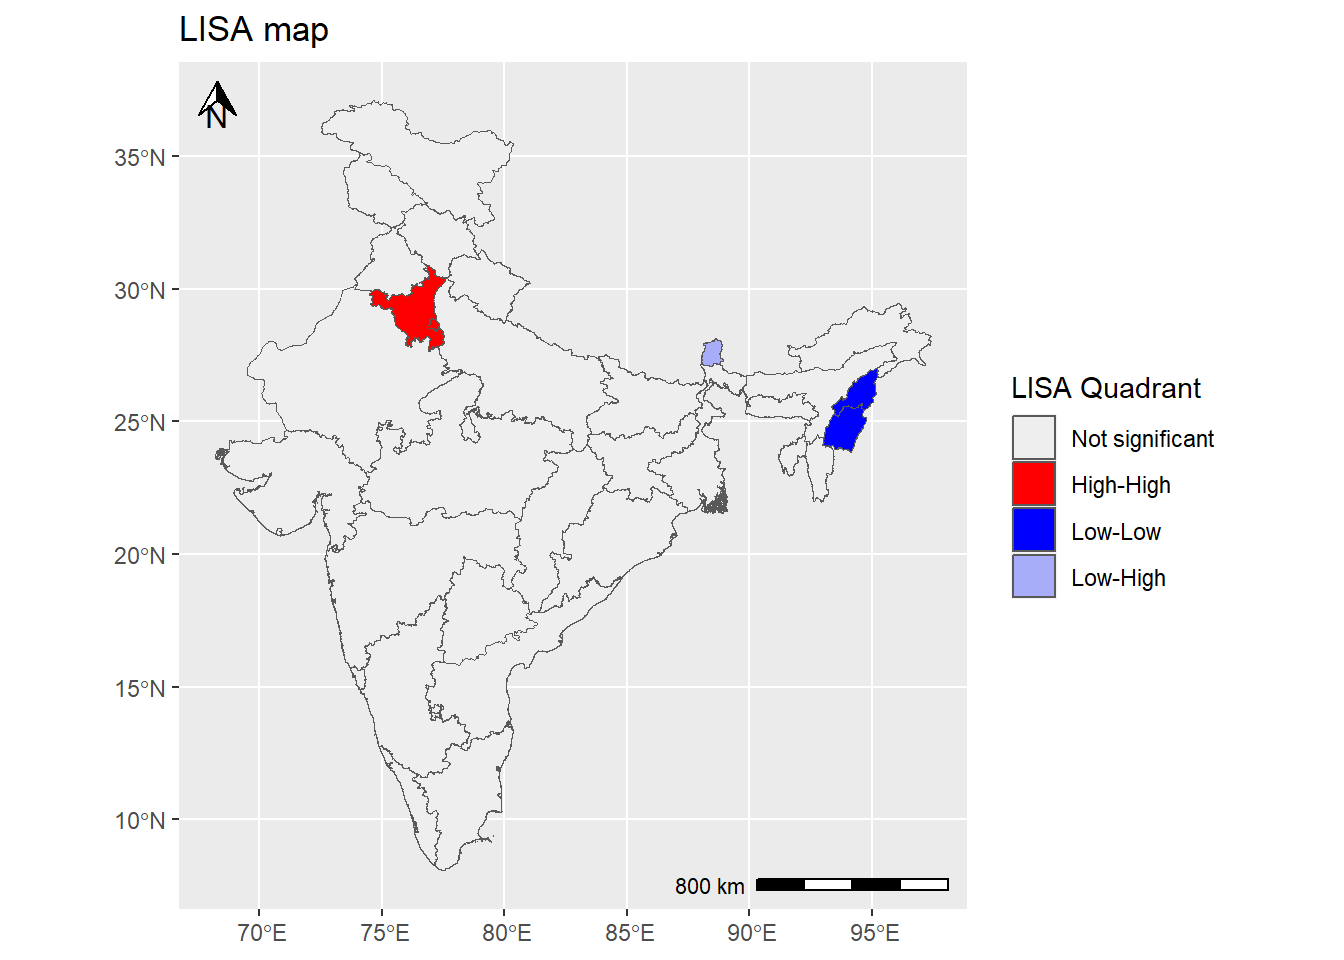 LISA map
N
35°N
30°N
25°N
20°N
15°N
10°N
70°E
75°E
80°E
85°E
90°E
95°E
800 km
LISA Quadrant
Not significant
High-High
Low-Low
Low-High